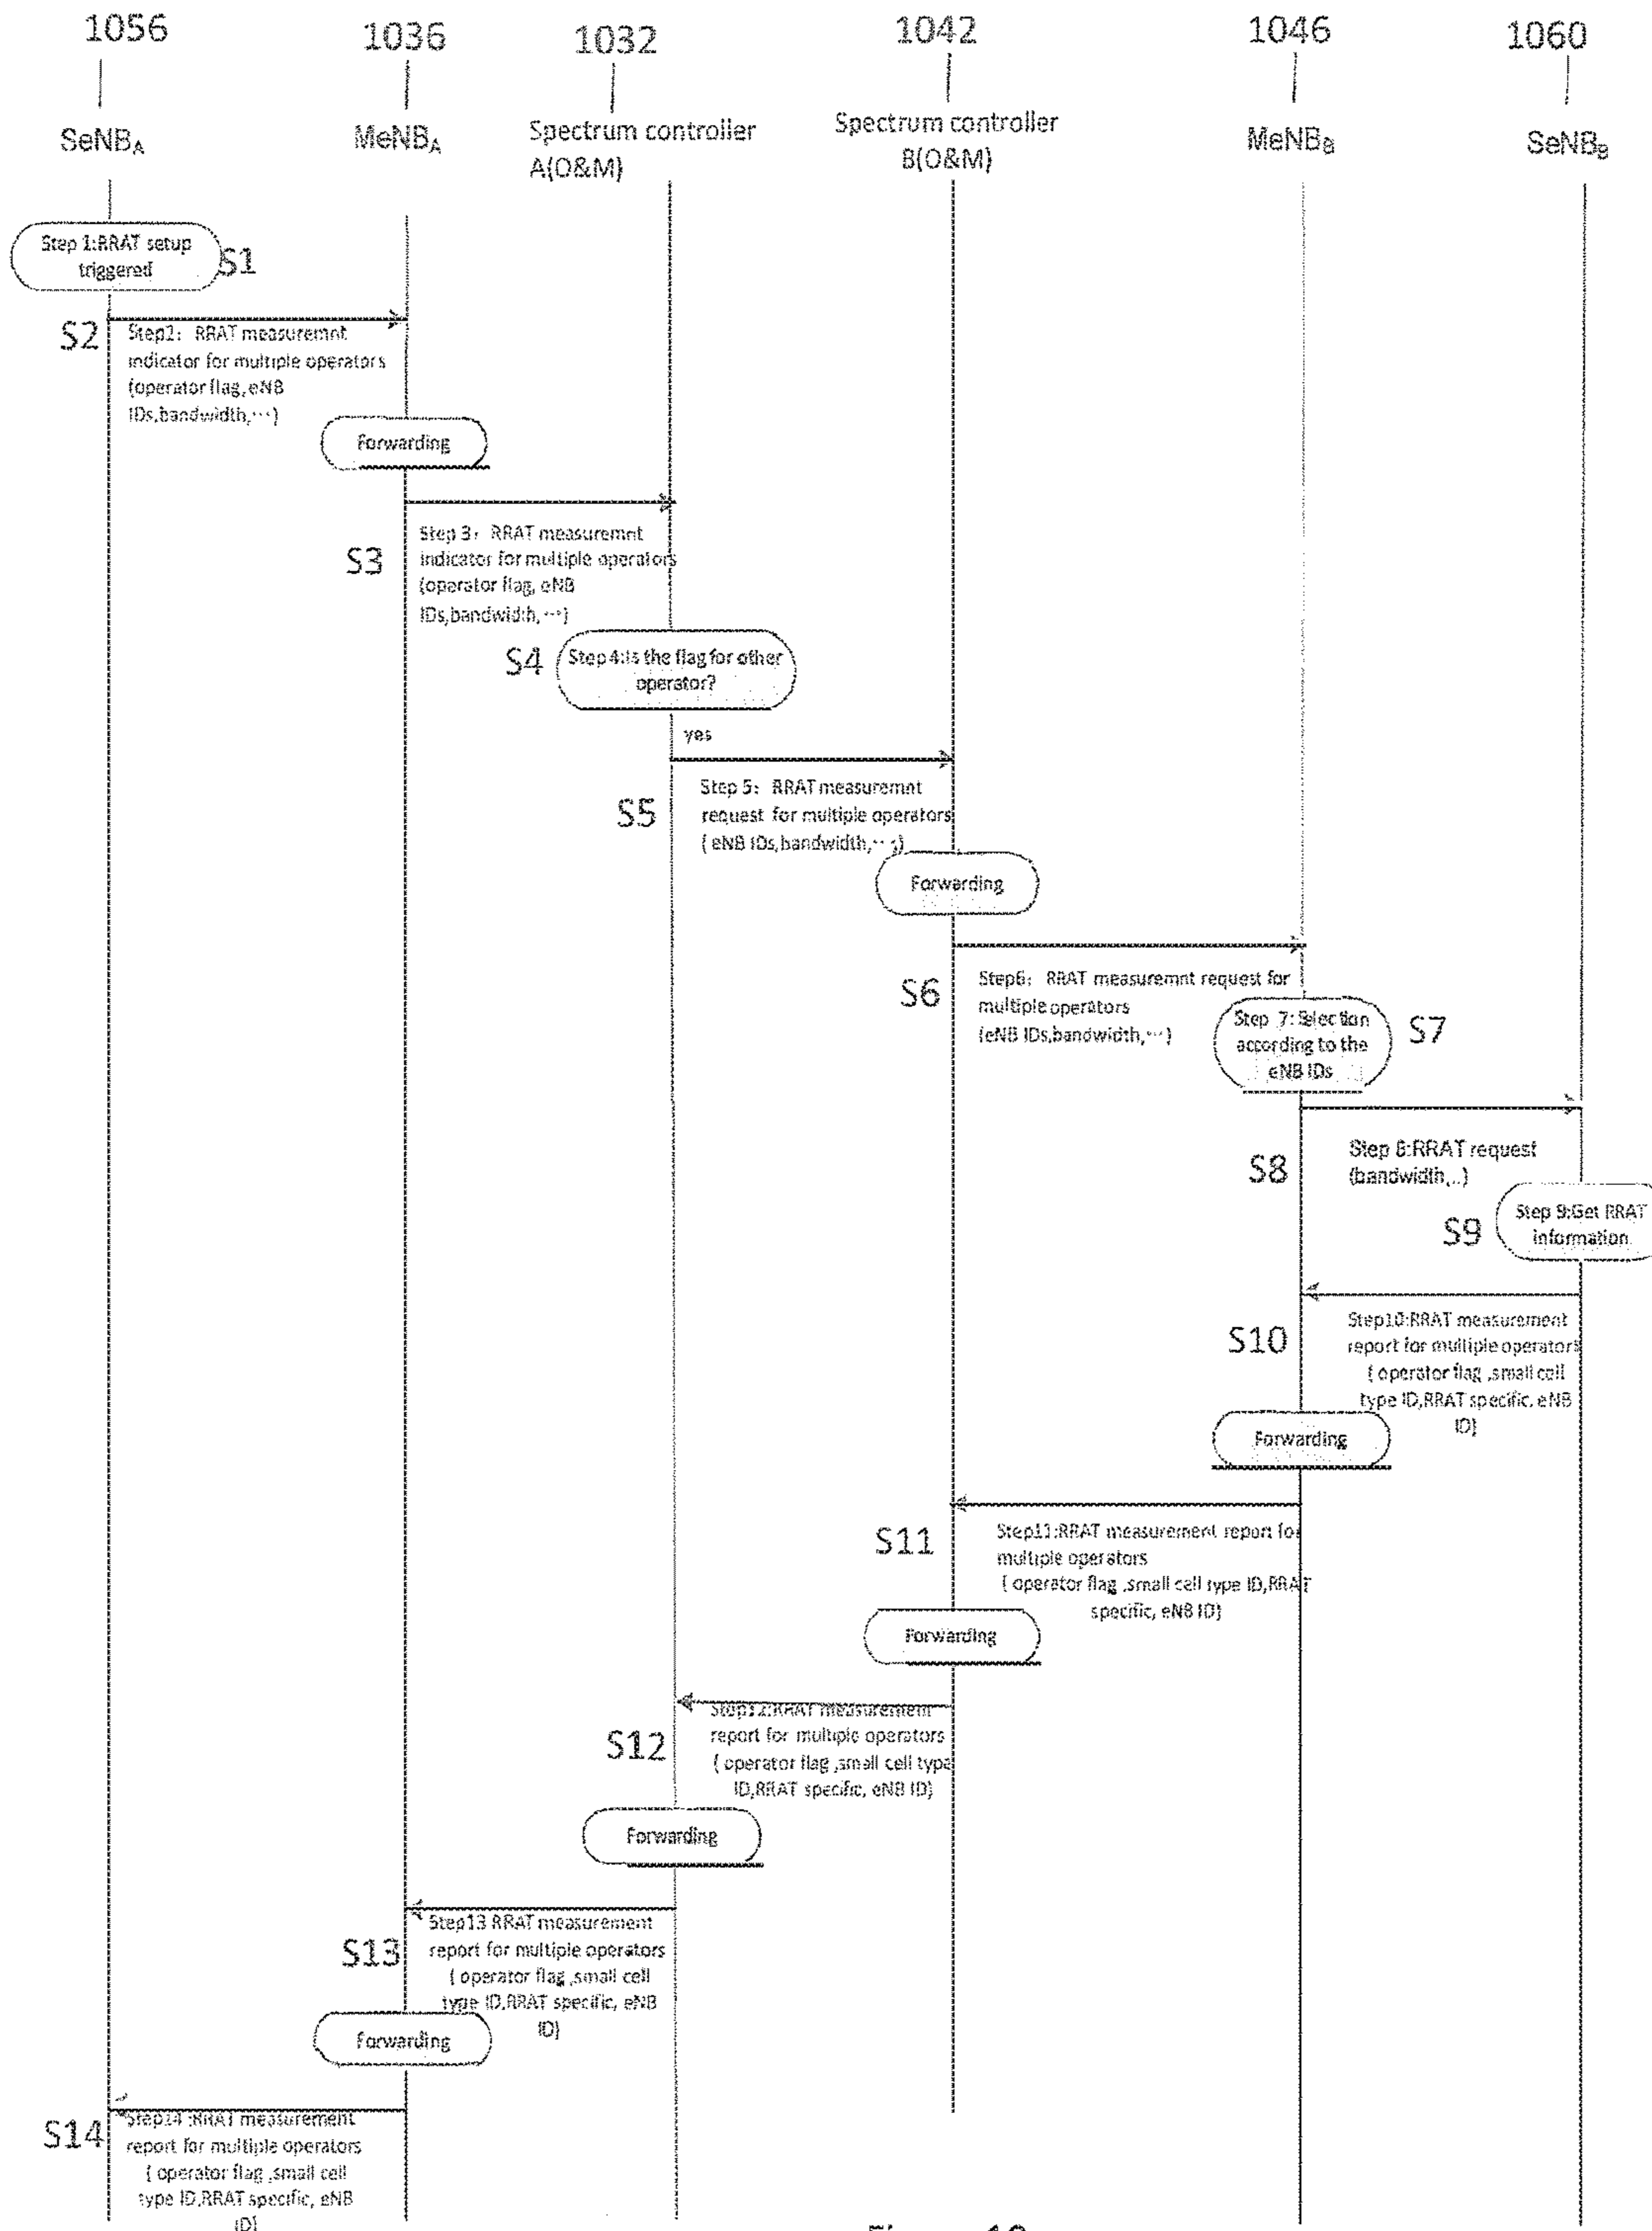 1056
1036
1032
1042
1046
1060
SeNBA
MeNBA
Spectrum controller
A(O&M)
Spectrum controller
B(O&M)
MeNBB
SeNBB
Step 1:RRAT setup
triggered
S1
S2
Step2: RRAT measuremnt
indicator for multiple operators
(operator flag,eNB
IDs,bandwidth,···)
Forwarding
S3
Step 3: RRAT measuremnt
indicator for multiple operators
(operator flag, eNB
IDs,bandwidth,···)
S4
Step 4:Is the flag for other
operator?
yes
S5
Step 5: RRAT measuremnt
request for multiple operators
( eNB IDs,bandwidth,···)
Forwarding
S6
Step6: RRAT measuremnt request for
multiple operators
(eNB IDs,bandwidth,···)
Step 7: Selection
according to the
eNB IDs
S7
S8
Step 8:RRAT request
(bandwidth,..)
S9
Step 9:Get RRAT
information
S10
Step10:RRAT measurement
report for multiple operators
( operator flag ,small cell
type ID,RRAT specific, eNB
ID)
Forwarding
S11
Step11:RRAT measurement report for
multiple operators
( operator flag ,small cell type ID,RRAT
specific, eNB ID)
Forwarding
S12
Step12:RRAT measurement
report for multiple operators
( operator flag ,small cell type
ID,RRAT specific, eNB ID)
Forwarding
S13
Step13 RRAT measurement
report for multiple operators
( operator flag ,small cell
type ID,RRAT specific, eNB
ID)
Forwarding
S14
Step14 :RRAT measurement
report for multiple operators
( operator flag ,small cell
type ID,RRAT specific, eNB
ID)